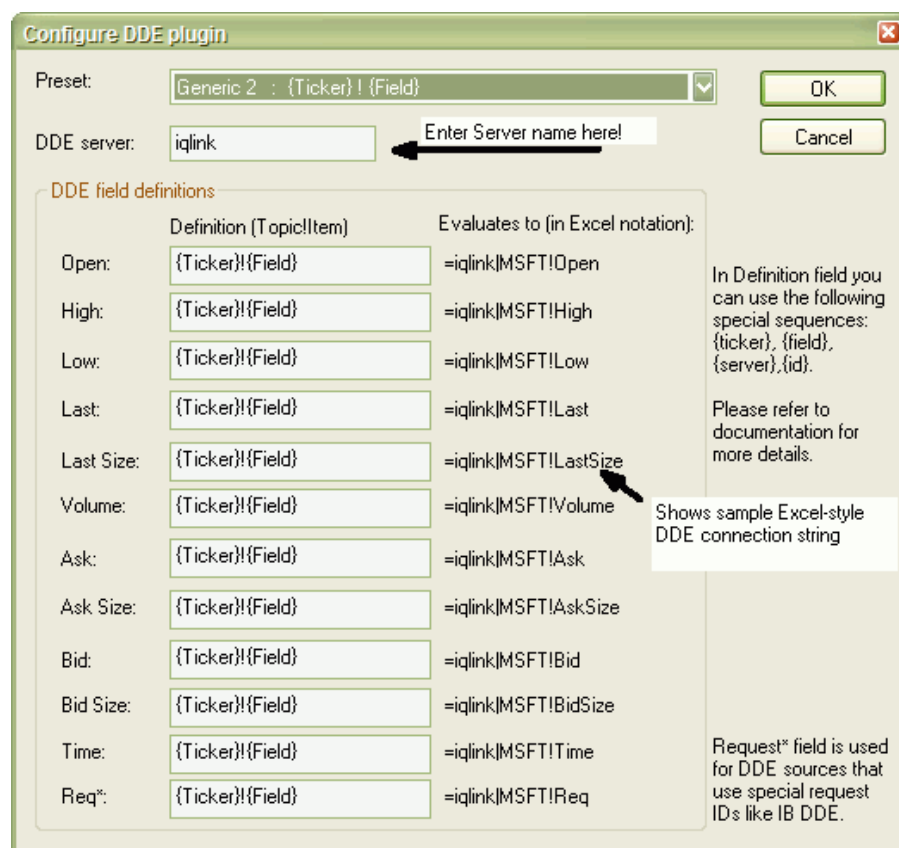 Configure DDE plugin
Preset:
Generic 2 : {Ticker} ! {Field}
OK
DDE server:
iqlink
Enter Server name here!
Cancel
DDE field definitions
Definition (Topic!Item)
Evaluates to (in Excel notation):
Open:
{Ticker}!{Field}
=iqlink|MSFT!Open
High:
{Ticker}!{Field}
=iqlink|MSFT!High
Low:
{Ticker}!{Field}
=iqlink|MSFT!Low
Last:
{Ticker}!{Field}
=iqlink|MSFT!Last
Last Size:
{Ticker}!{Field}
=iqlink|MSFT!LastSize
Volume:
{Ticker}!{Field}
=iqlink|MSFT!Volume
Ask:
{Ticker}!{Field}
=iqlink|MSFT!Ask
Ask Size:
{Ticker}!{Field}
=iqlink|MSFT!AskSize
Bid:
{Ticker}!{Field}
=iqlink|MSFT!Bid
Bid Size:
{Ticker}!{Field}
=iqlink|MSFT!BidSize
Time:
{Ticker}!{Field}
=iqlink|MSFT!Time
Req*:
{Ticker}!{Field}
=iqlink|MSFT!Req
In Definition field you
can use the following
special sequences:
{ticker}, {field},
{server},{id}.
Please refer to
documentation for
more details.
Shows sample Excel-style
DDE connection string
Request* field is used
for DDE sources that
use special request
IDs like IB DDE.